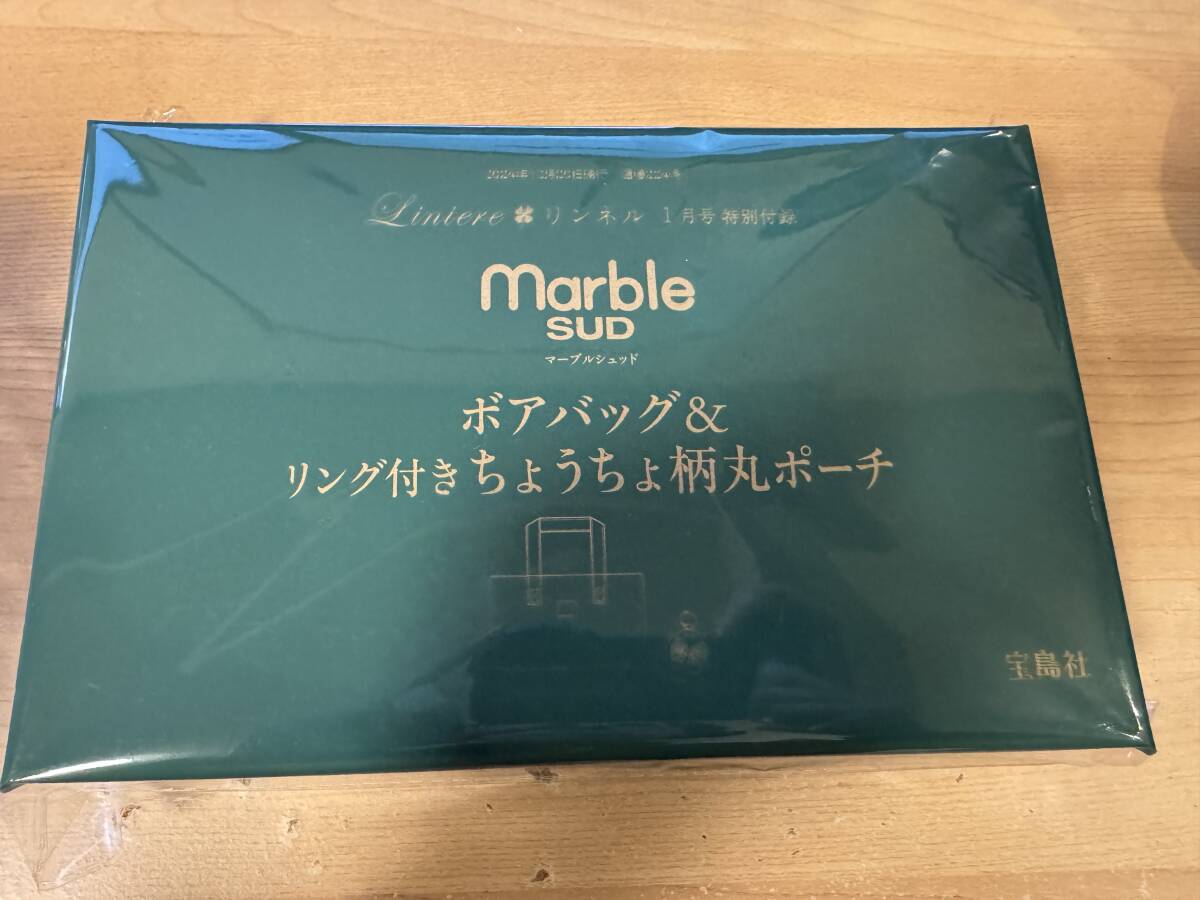 Liniere リンネル 1月号 特別付録
marble
SUD
マーブルシュッド
ボアバッグ&
リング付きちょうちょ柄丸ポーチ
宝島社